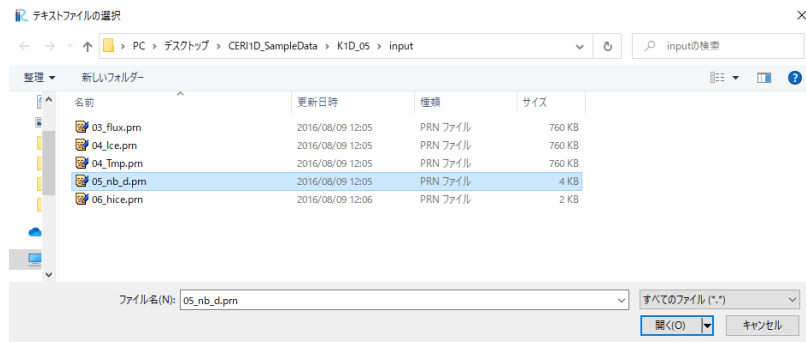 テキストファイルの選択
PC › デスクトップ › CERI1D_SampleData › K1D_05 › input
inputの検索
整理 新しいフォルダー
名前 更新日時 種類 サイズ
03_flux.prn 2016/08/09 12:05 PRN ファイル 760 KB
04_Ice.prn 2016/08/09 12:05 PRN ファイル 760 KB
04_Tmp.prn 2016/08/09 12:05 PRN ファイル 760 KB
05_nb_d.prn 2016/08/09 12:05 PRN ファイル 4 KB
06_hice.prn 2016/08/09 12:06 PRN ファイル 2 KB
ファイル名(N): 05_nb_d.prn すべてのファイル (*.*)
開く(O) キャンセル